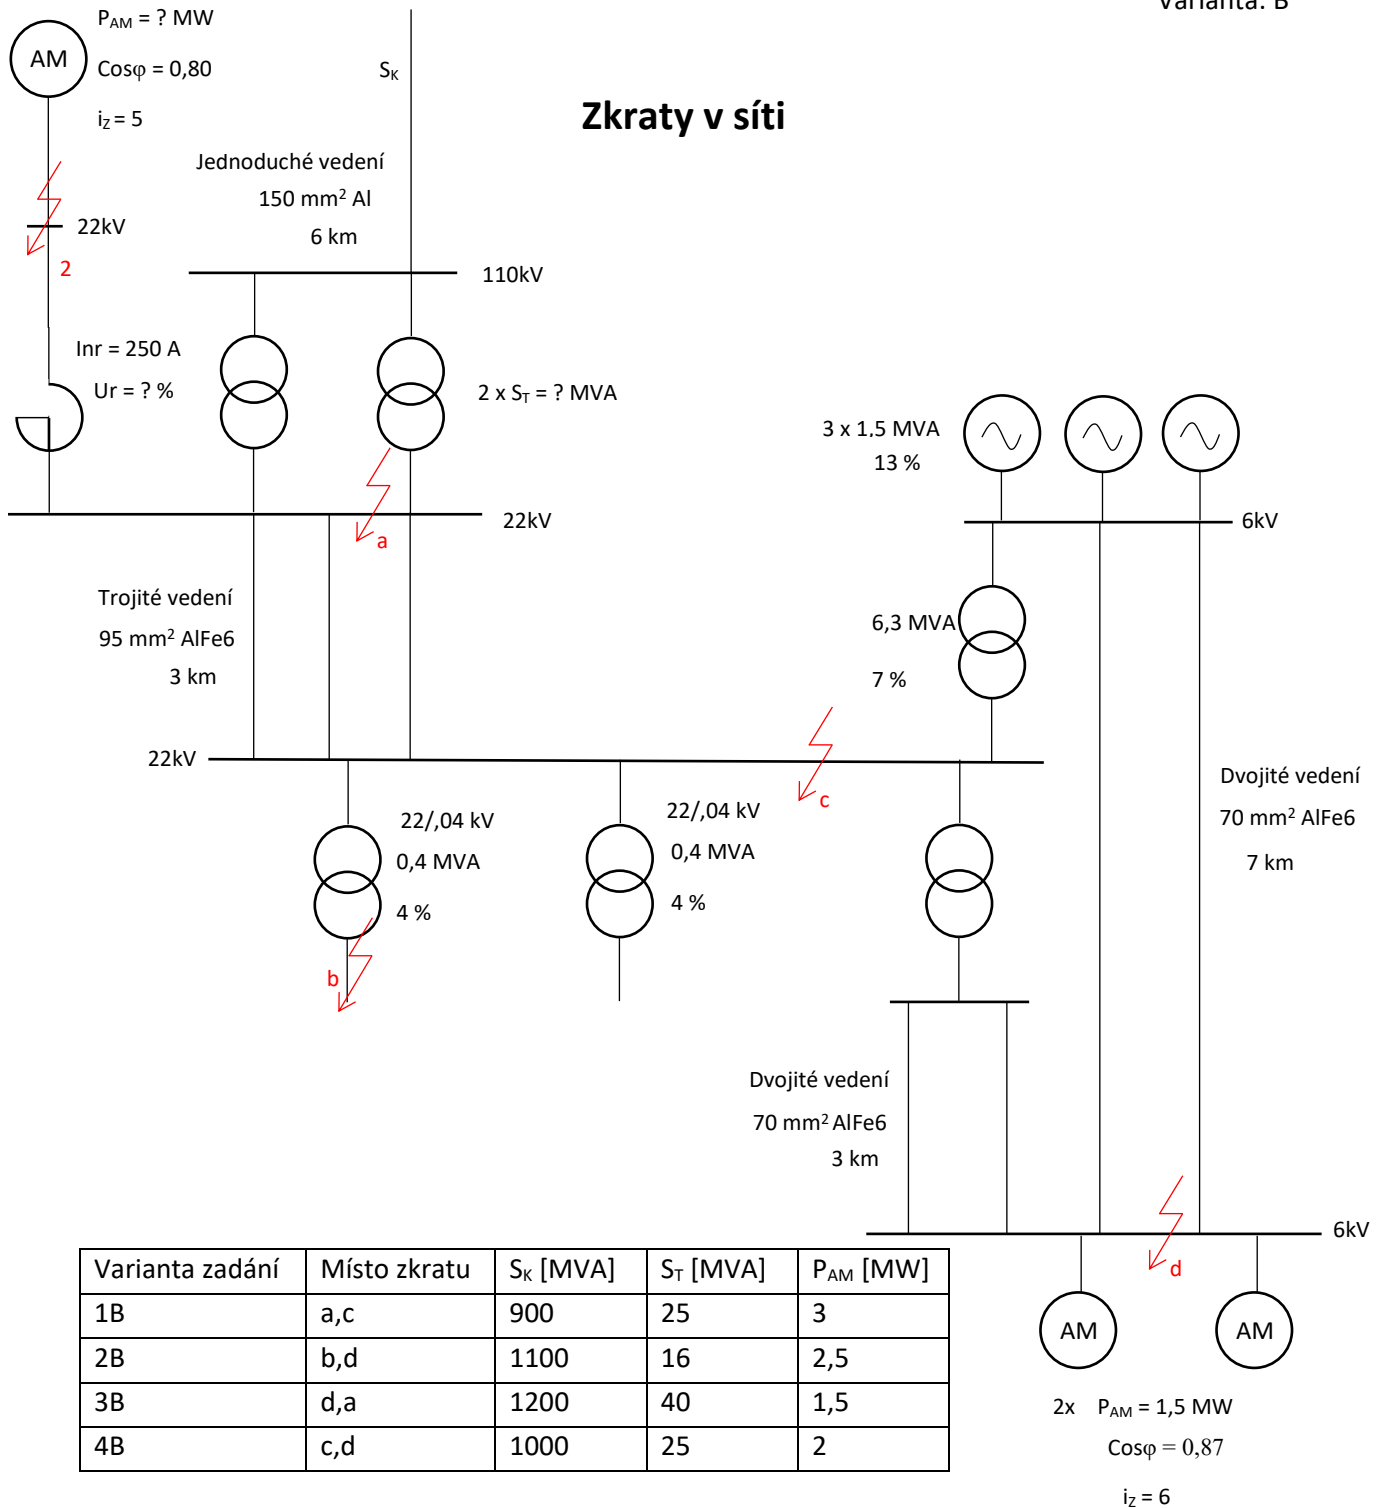 Varianta: B
P_AM = ? MW
AM
Cosφ = 0,80
i_Z = 5
S_K
Zkraty v síti
Jednoduché vedení
150 mm² Al
6 km
22kV
2
110kV
Inr = 250 A
Ur = ? %
2 x S_T = ? MVA
3 x 1,5 MVA
13 %
22kV
a
6kV
Trojité vedení
95 mm² AlFe6
3 km
6,3 MVA
7 %
22kV
c
Dvojité vedení
70 mm² AlFe6
7 km
22/,04 kV
0,4 MVA
4 %
22/,04 kV
0,4 MVA
4 %
b
Dvojité vedení
70 mm² AlFe6
3 km
6kV
d
AM AM
2x P_AM = 1,5 MW
Cosφ = 0,87
i_Z = 6
Varianta zadání Místo zkratu S_K [MVA] S_T [MVA] P_AM [MW]
1B a,c 900 25 3
2B b,d 1100 16 2,5
3B d,a 1200 40 1,5
4B c,d 1000 25 2